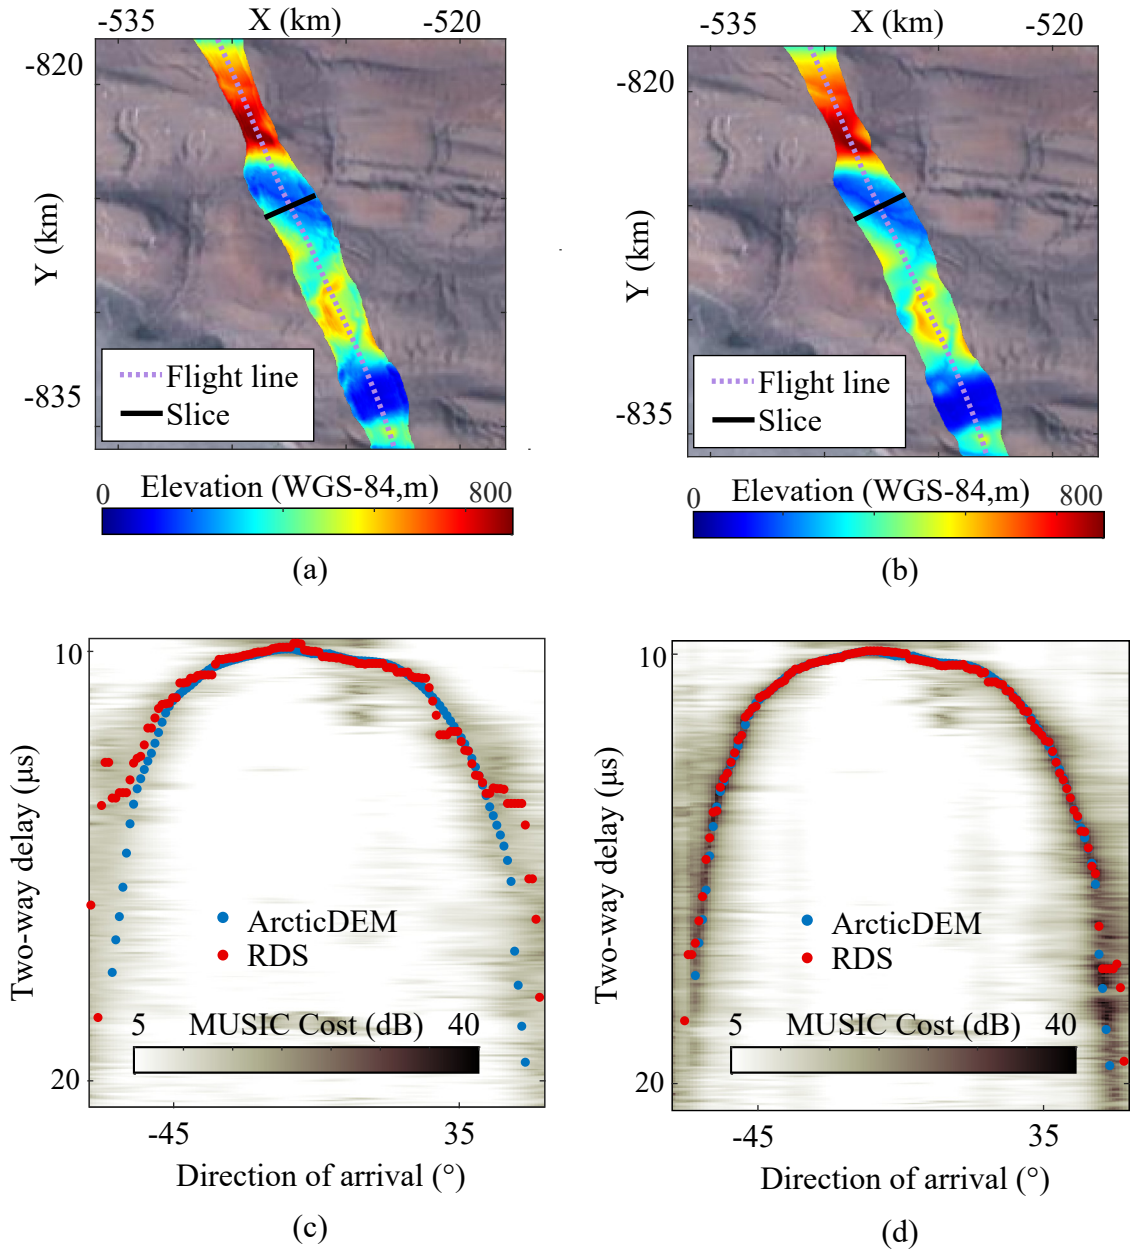 -535 X (km) -520
-820
Y (km)
-835
Flight line
Slice
0 Elevation (WGS-84,m) 800
(a)
-535 X (km) -520
-820
Y (km)
-835
Flight line
Slice
0 Elevation (WGS-84,m) 800
(b)
10
Two-way delay (μs)
ArcticDEM
RDS
5 MUSIC Cost (dB) 40
20
-45 35
Direction of arrival (°)
(c)
10
Two-way delay (μs)
ArcticDEM
RDS
5 MUSIC Cost (dB) 40
20
-45 35
Direction of arrival (°)
(d)